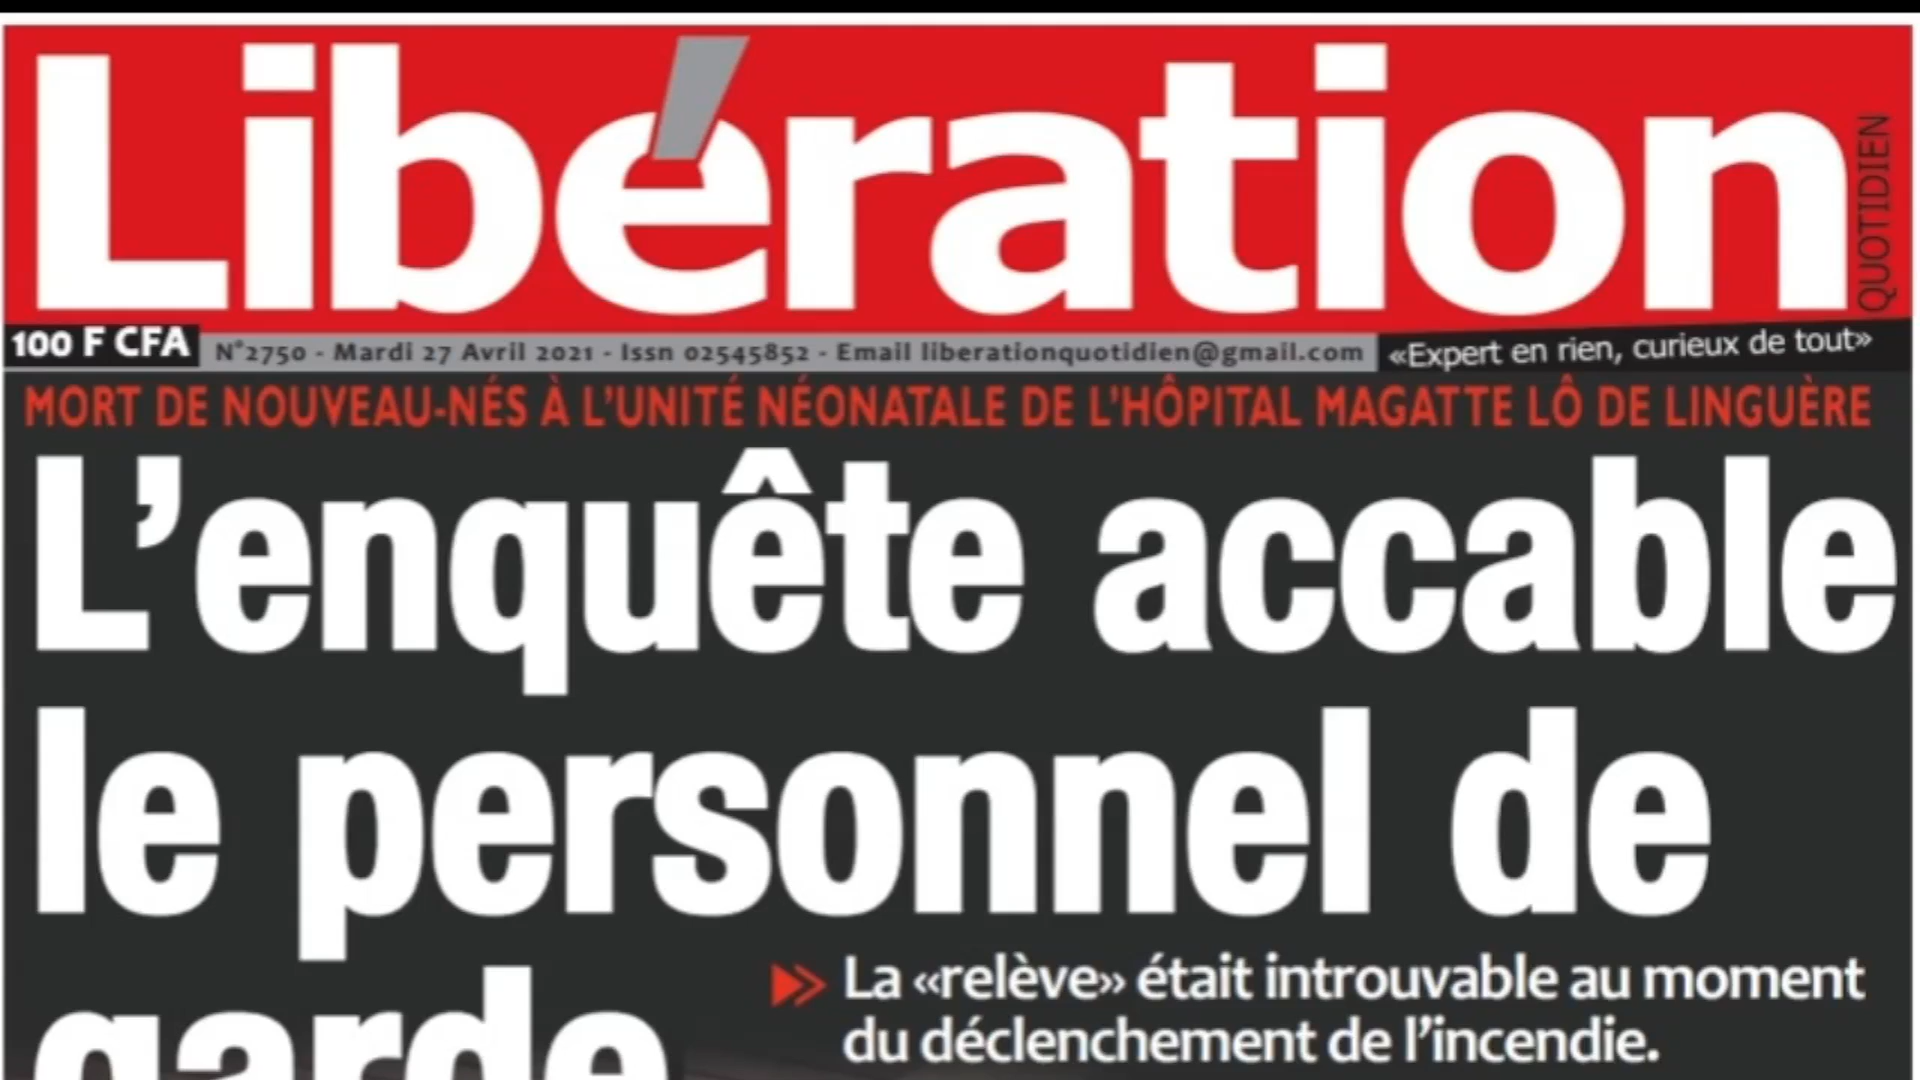 Libération
QUOTIDIEN
100 F CFA
N°2750 - Mardi 27 Avril 2021 - Issn 02545852 - Email liberationquotidien@gmail.com
«Expert en rien, curieux de tout»
MORT DE NOUVEAU-NÉS À L’UNITÉ NÉONATALE DE L’HÔPITAL MAGATTE LÔ DE LINGUÈRE
L’enquête accable
le personnel de
garde
La «relève» était introuvable au moment
du déclenchement de l’incendie.